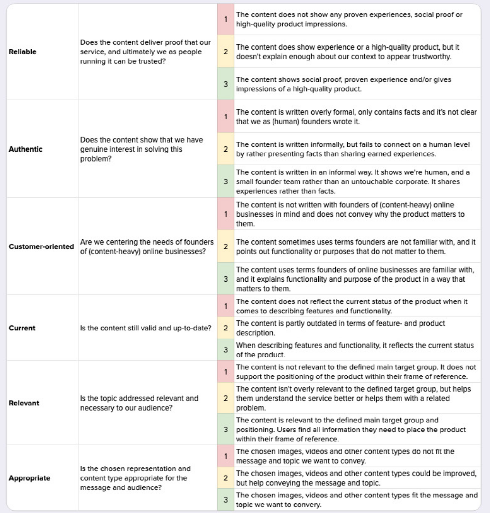 Reliable
Does the content deliver proof that our
service, and ultimately we as people
running it can be trusted?
1
The content does not show any proven experiences, social proof or
high-quality product impressions.
2
The content does show experience or a high-quality product, but it
doesn't explain enough about our context to appear trustworthy.
3
The content shows social proof, proven experience and/or gives
impressions of a high-quality product.
Authentic
Does the content show that we have
genuine interest in solving this
problem?
1
The content is written overly formal, only contains facts and it's not clear
that we as (human) founders wrote it.
2
The content is written informally, but fails to connect on a human level
by rather presenting facts than sharing earned experiences.
3
The content is written in an informal way. It shows we're human, and a
small founder team rather than an untouchable corporate. It shares
experiences rather than facts.
Customer-oriented
Are we centering the needs of founders
of (content-heavy) online businesses?
1
The content is not written with founders of (content-heavy) online
businesses in mind and does not convey why the product matters to
them.
2
The content sometimes uses terms founders are not familiar with, and it
points out functionality or purposes that do not matter to them.
3
The content uses terms founders of online businesses are familiar with,
and it explains functionality and purpose of the product in a way that
matters to them.
Current
Is the content still valid and up-to-date?
1
The content does not reflect the current status of the product when it
comes to describing features and functionality.
2
The content is partly outdated in terms of feature- and product
description.
3
When describing features and functionality, it reflects the current status
of the product.
Relevant
Is the topic addressed relevant and
necessary to our audience?
1
The content is not relevant to the defined main target group. It does not
support the positioning of the product within their frame of reference.
2
The content isn't overly relevant to the defined target group, but helps
them understand the service better or helps them with a related
problem.
3
The content is relevant to the defined main target group and
positioning. Users find all information they need to place the product
within their frame of reference.
Appropriate
Is the chosen representation and
content type appropriate for the
message and audience?
1
The chosen images, videos and other content types do not fit the
message and topic we want to convey.
2
The chosen images, videos and other content types could be improved,
but help conveying the message and topic.
3
The chosen images, videos and other content types fit the message and
topic we want to convey.